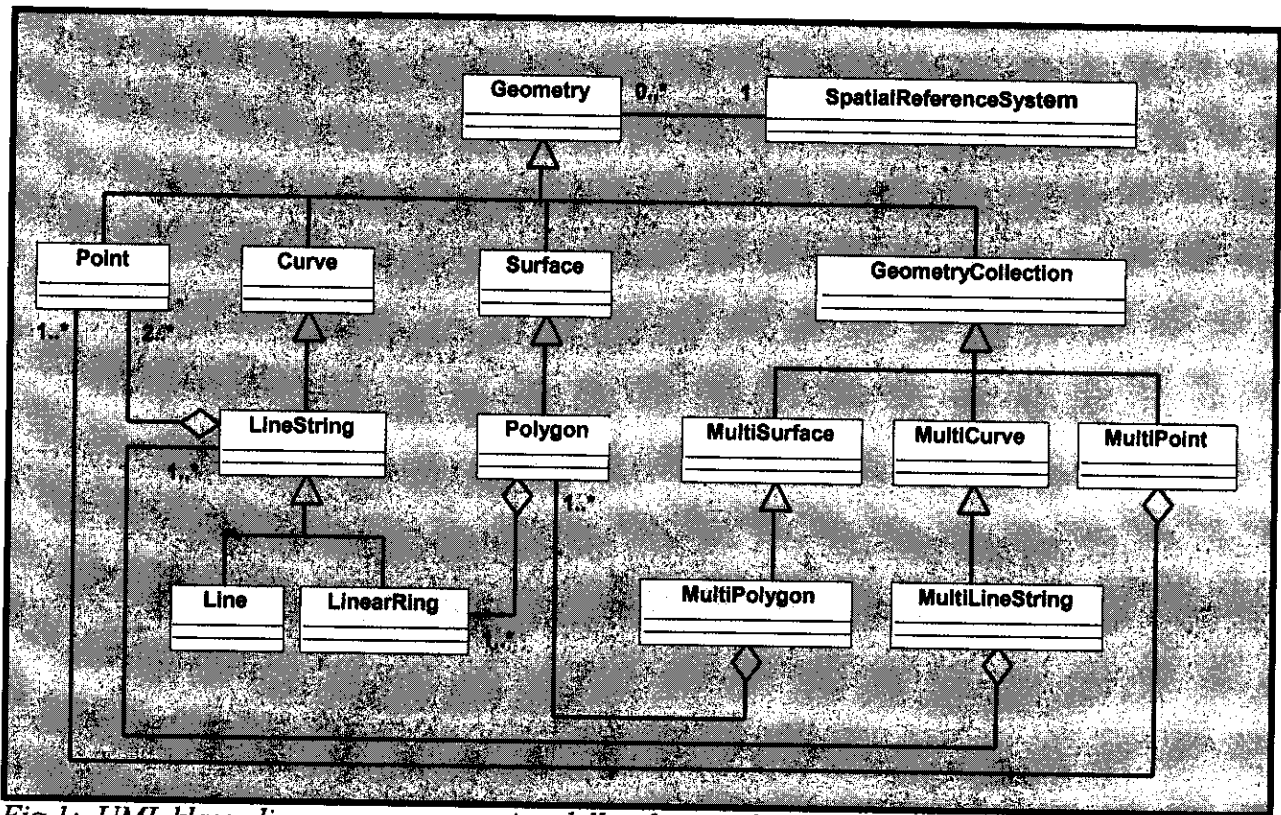 Geometry 0..* 1 SpatialReferenceSystem
Point Curve Surface GeometryCollection
1..* 2..*
LineString Polygon MultiSurface MultiCurve MultiPoint
1..* 1..*
Line LinearRing MultiPolygon MultiLineString
Fig 1: UML